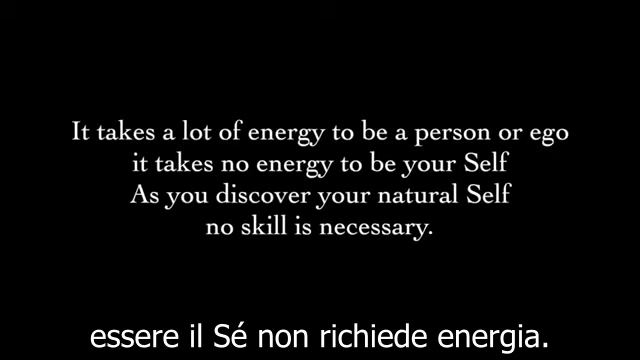 It takes a lot of energy to be a person or ego
it takes no energy to be your Self
As you discover your natural Self
no skill is necessary.
essere il Sé non richiede energia.